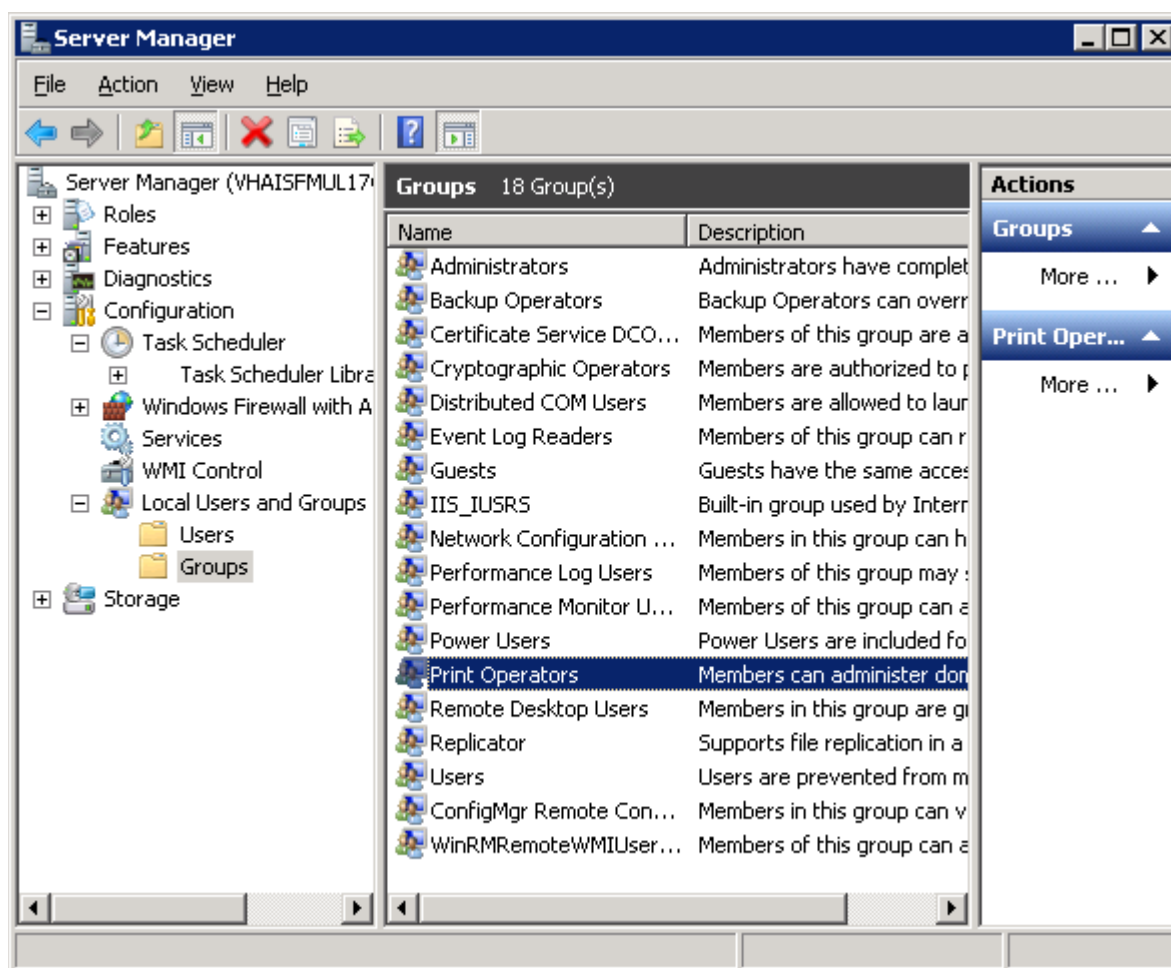 Server Manager
File Action View Help
Server Manager (VHAISFMUL17
Roles
Features
Diagnostics
Configuration
Task Scheduler
Task Scheduler Libra
Windows Firewall with A
Services
WMI Control
Local Users and Groups
Users
Groups
Storage
Groups 18 Group(s)
Name Description
Administrators Administrators have complet
Backup Operators Backup Operators can overr
Certificate Service DCO... Members of this group are a
Cryptographic Operators Members are authorized to p
Distributed COM Users Members are allowed to laun
Event Log Readers Members of this group can r
Guests Guests have the same acces
IIS_IUSRS Built-in group used by Intern
Network Configuration ... Members in this group can h
Performance Log Users Members of this group may s
Performance Monitor U... Members of this group can a
Power Users Power Users are included fo
Print Operators Members can administer dom
Remote Desktop Users Members in this group are gr
Replicator Supports file replication in a
Users Users are prevented from m
ConfigMgr Remote Con... Members in this group can v
WinRMRemoteWMIUser... Members of this group can a
Actions
Groups
More ...
Print Oper...
More ...